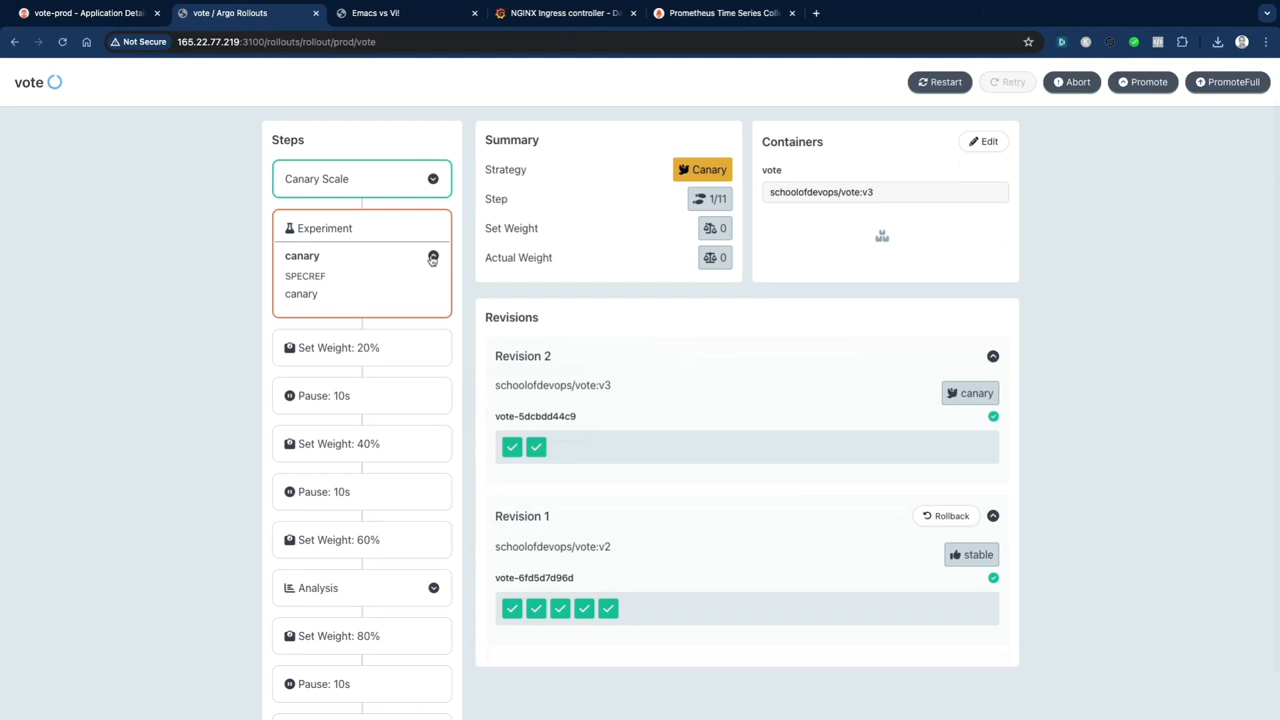 vote-prod - Application Detai
vote / Argo Rollouts
Emacs vs Vi!
NGINX Ingress controller - Da
Prometheus Time Series Coll
Not Secure
165.22.77.219:3100/rollouts/rollout/prod/vote
vote
Restart
Retry
Abort
Promote
PromoteFull
Steps
Canary Scale
Experiment
canary
SPECREF
canary
Set Weight: 20%
Pause: 10s
Set Weight: 40%
Pause: 10s
Set Weight: 60%
Analysis
Set Weight: 80%
Pause: 10s
Summary
Strategy
Canary
Step
1/11
Set Weight
0
Actual Weight
0
Containers
Edit
vote
schoolofdevops/vote:v3
Revisions
Revision 2
schoolofdevops/vote:v3
canary
vote-5dcbdd44c9
Revision 1
Rollback
schoolofdevops/vote:v2
stable
vote-6fd5d7d96d